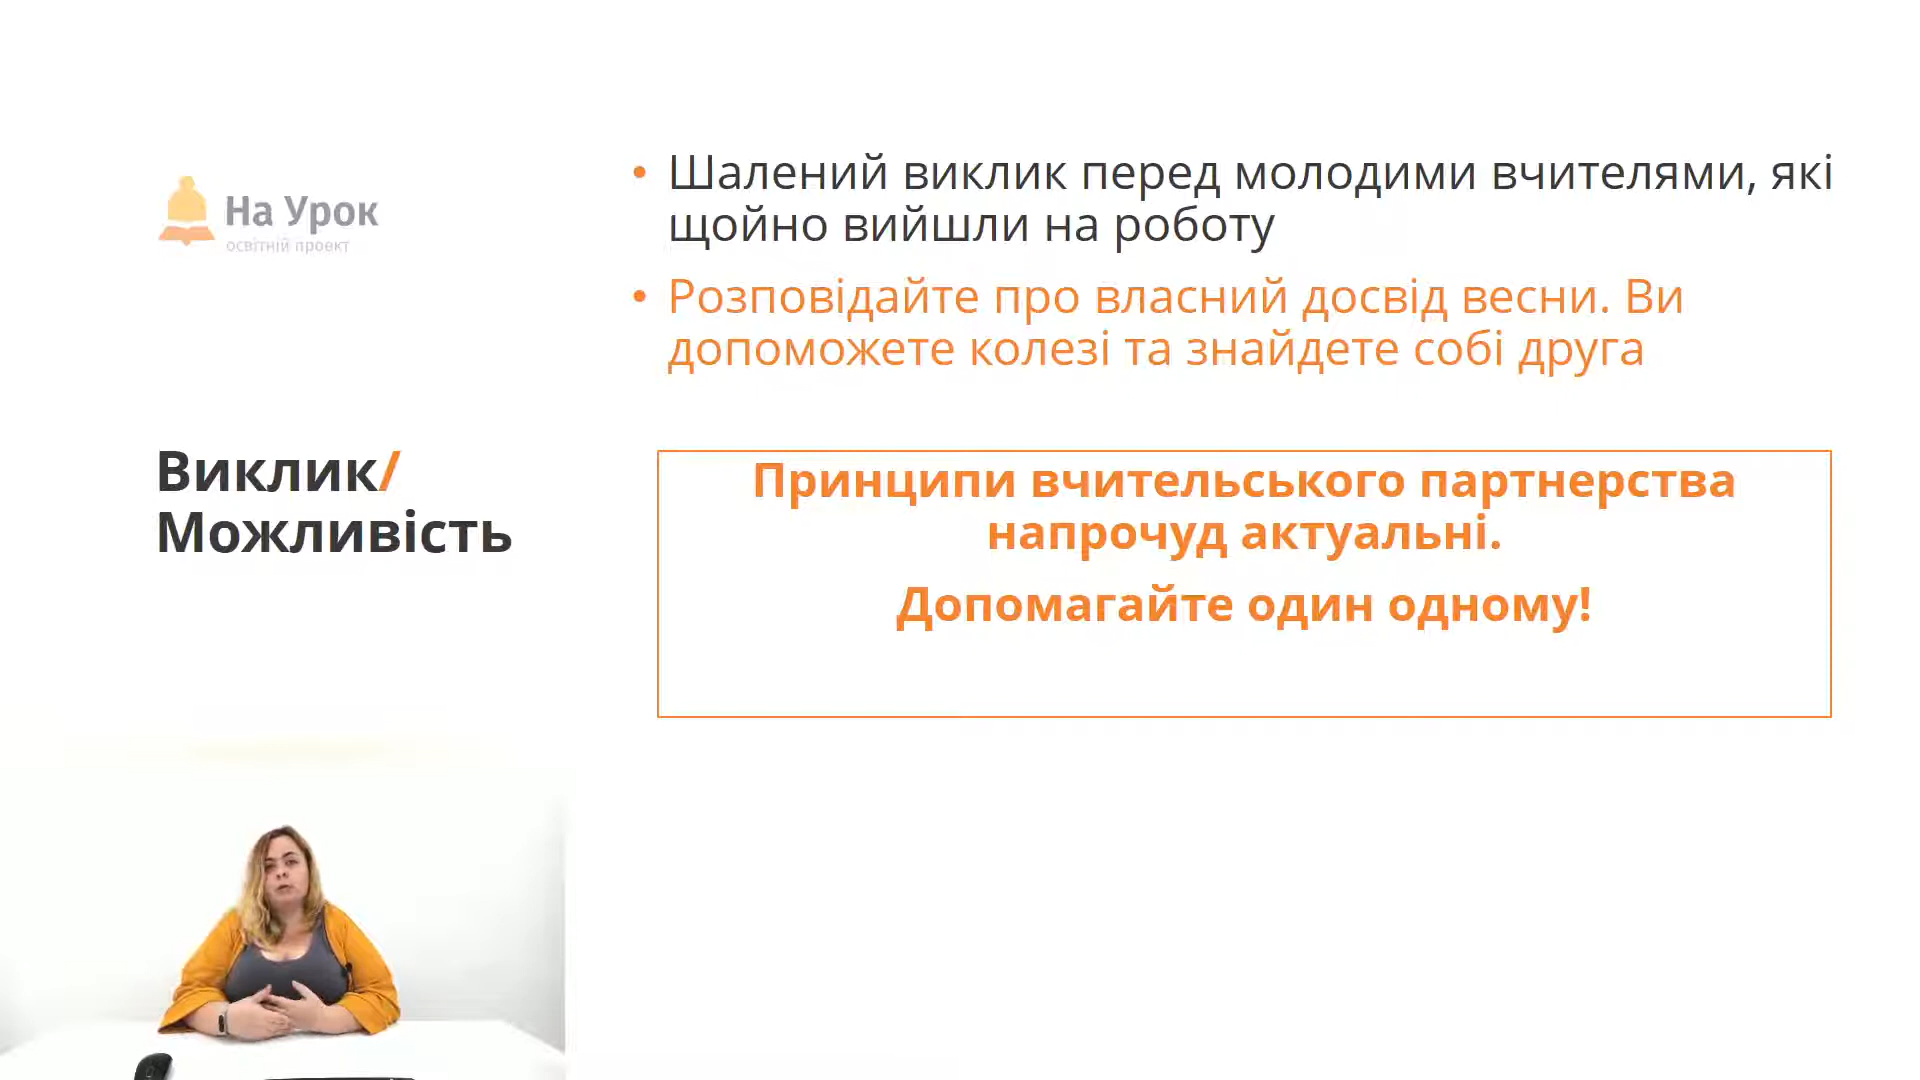 На Урок
освітній проект
Виклик/
Можливість
• Шалений виклик перед молодими вчителями, які
щойно вийшли на роботу
• Розповідайте про власний досвід весни. Ви
допоможете колезі та знайдете собі друга
Принципи вчительського партнерства
напрочуд актуальні.
Допомагайте один одному!